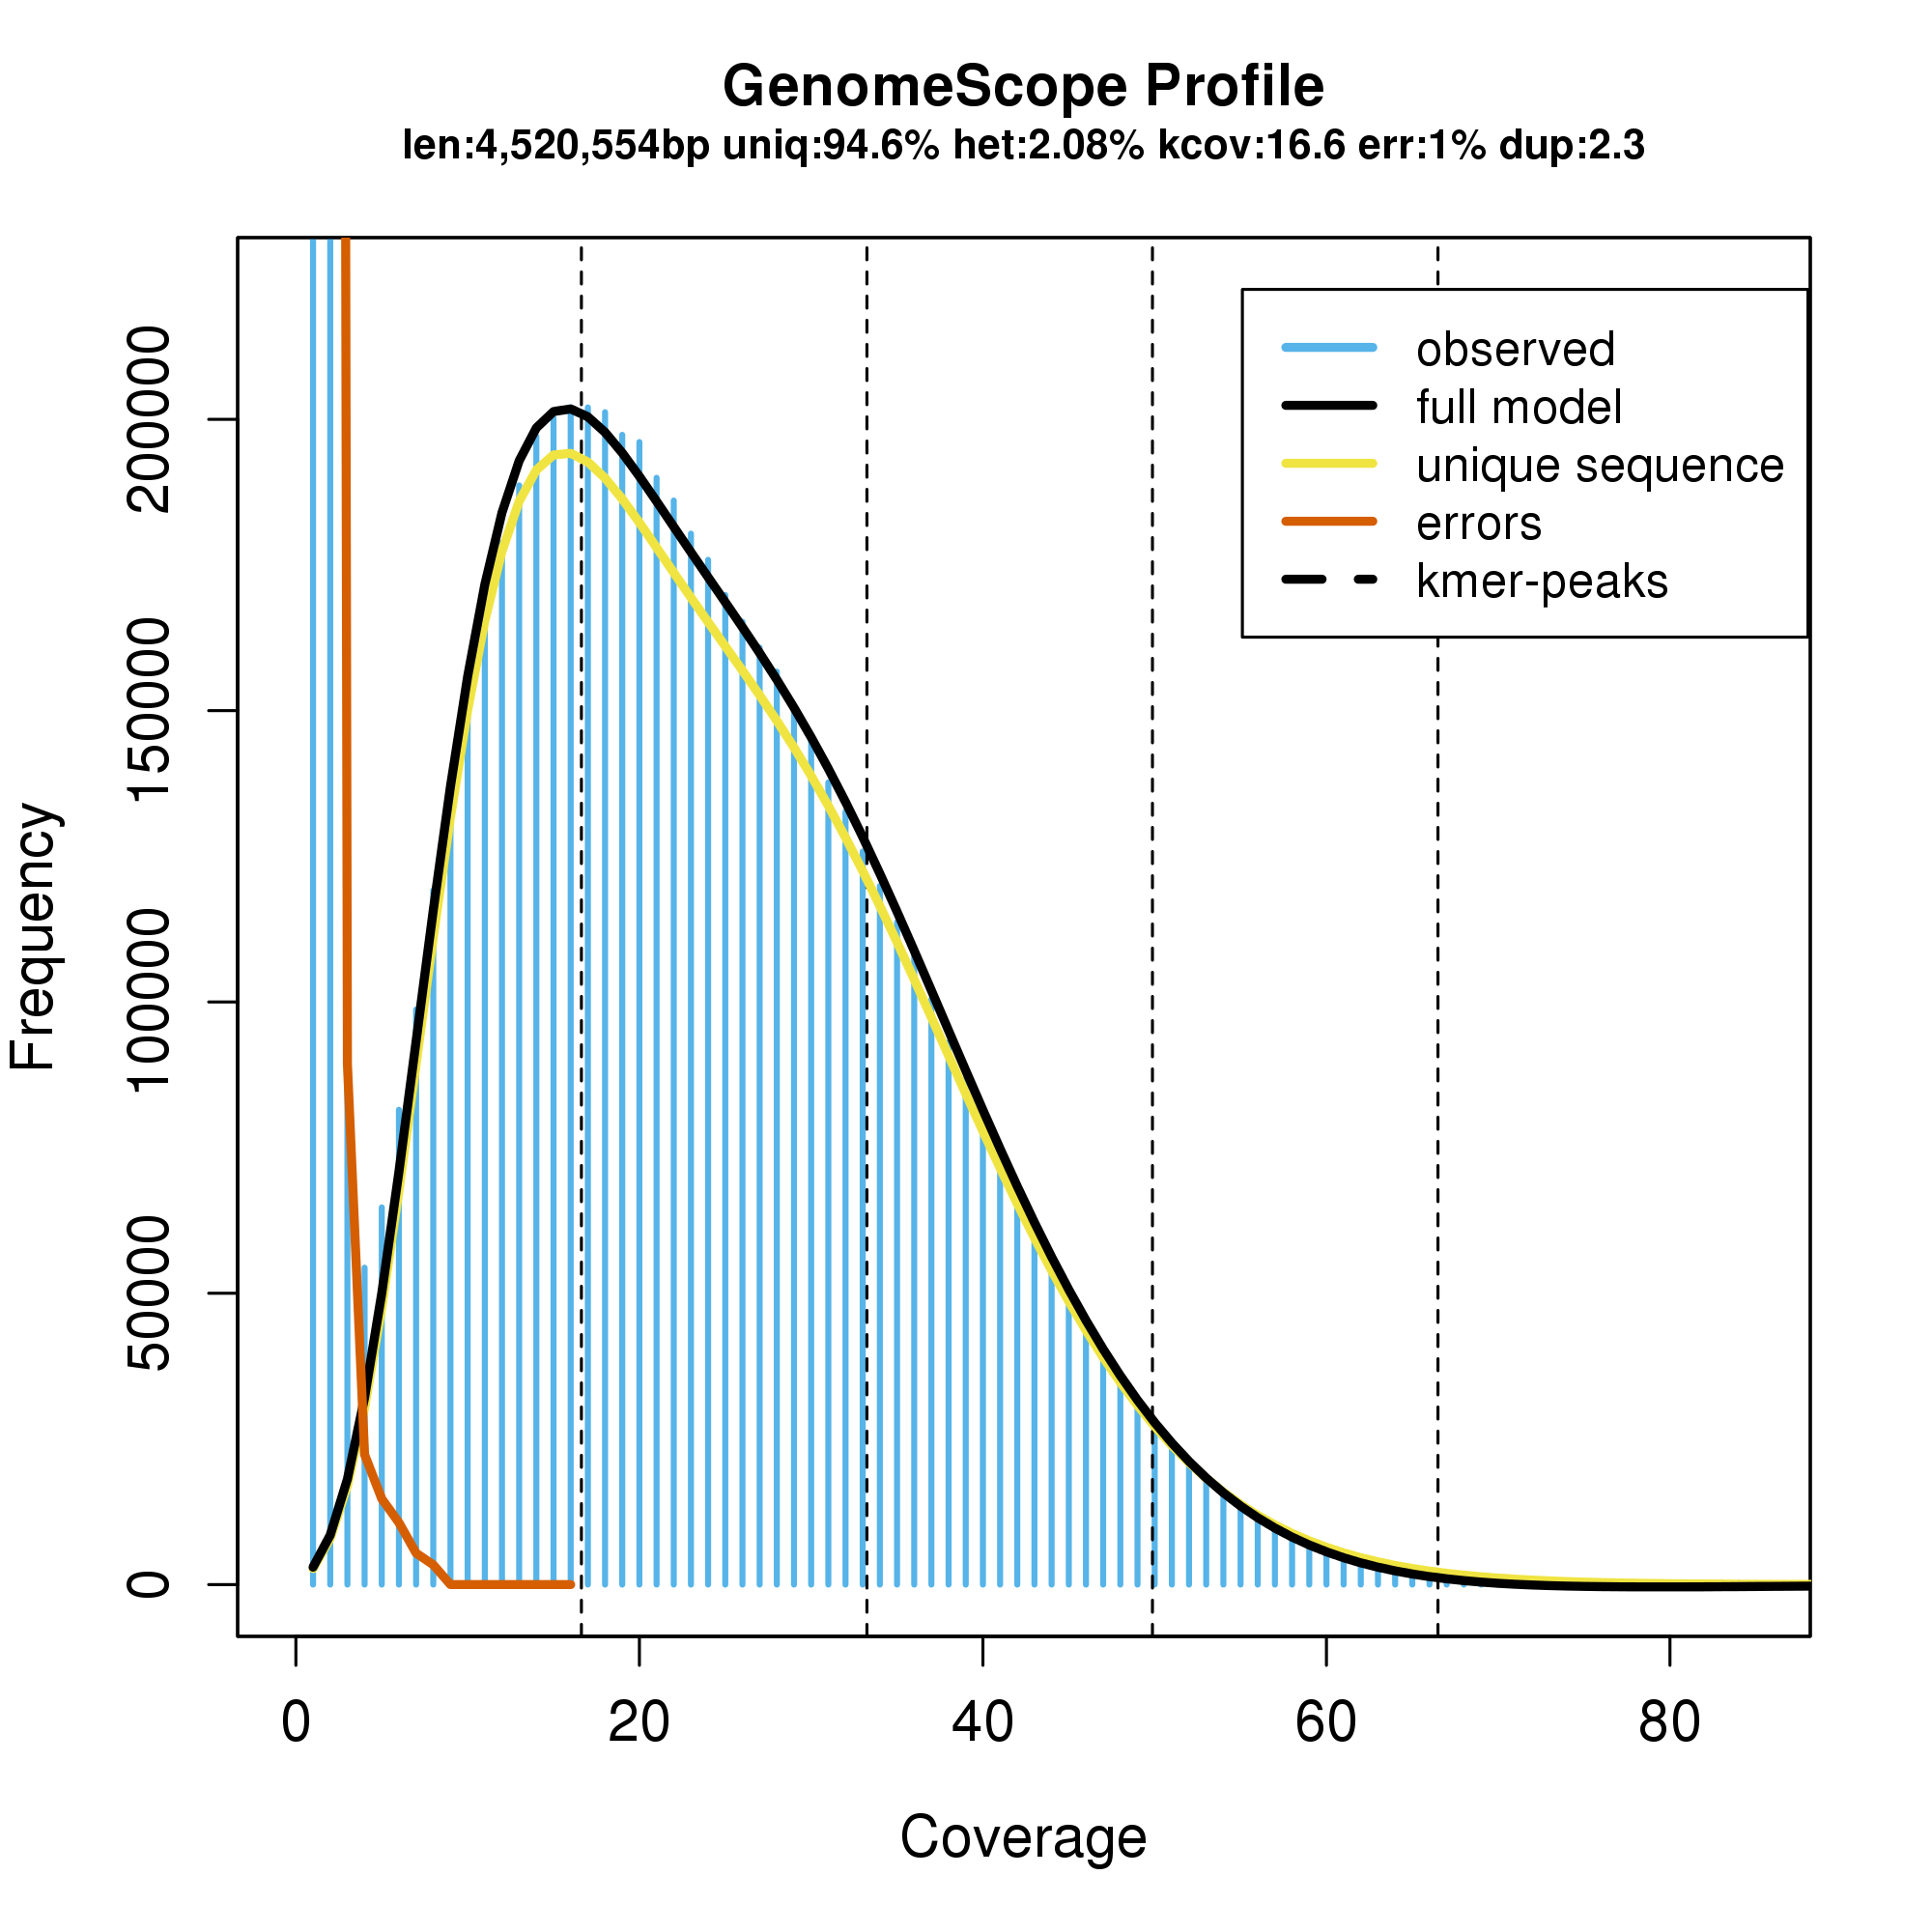 GenomeScope Profile
len:4,520,554bp uniq:94.6% het:2.08% kcov:16.6 err:1% dup:2.3
observed
full model
unique sequence
errors
kmer-peaks
Frequency
200000
150000
100000
50000
0
0 20 40 60 80
Coverage